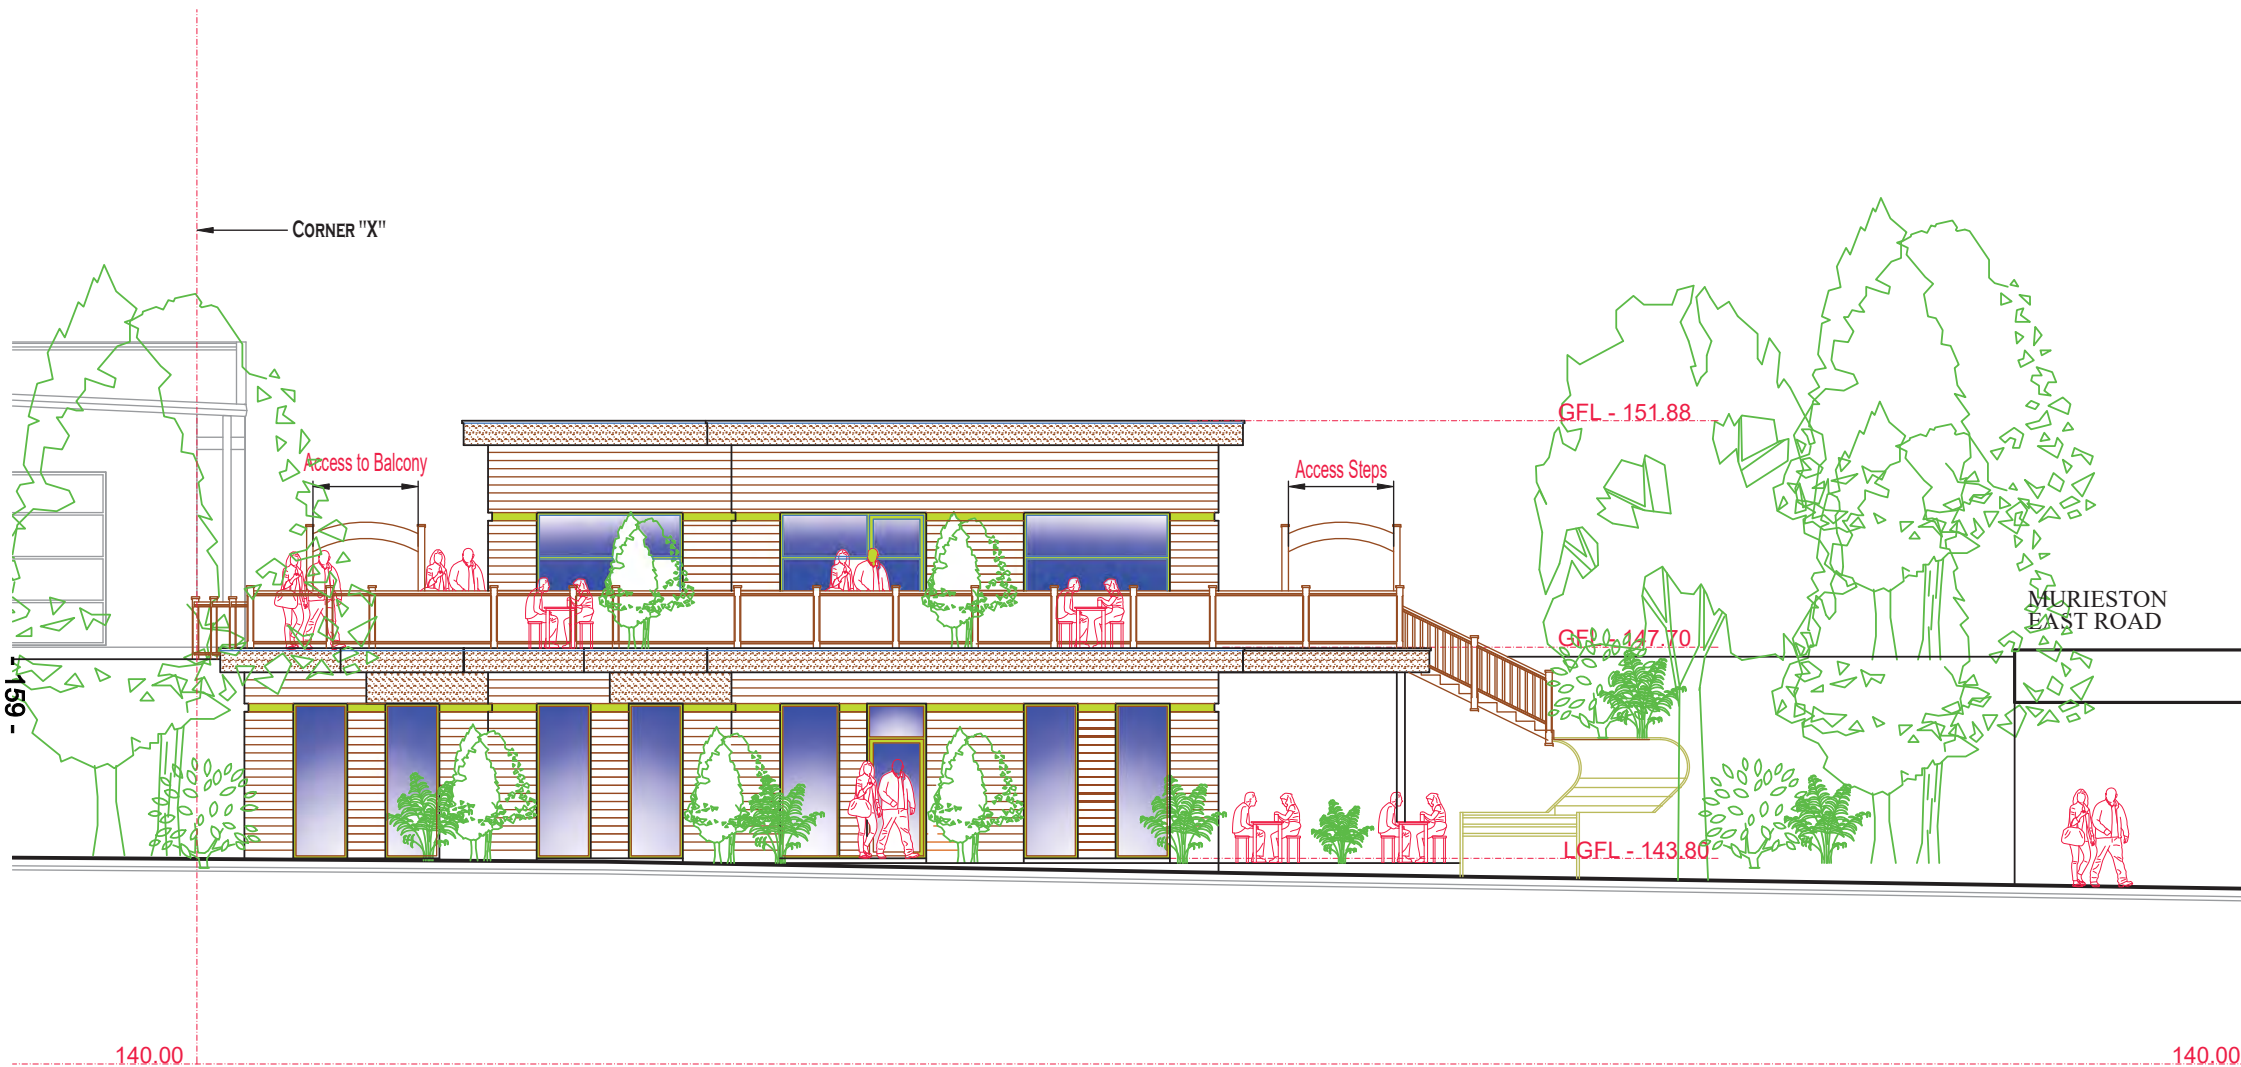 CORNER "X"
GFL - 151.88
Access to Balcony
Access Steps
MURIESTON
EAST ROAD
GFL - 147.70
- 159 -
LGFL - 143.80
140.00
140.00